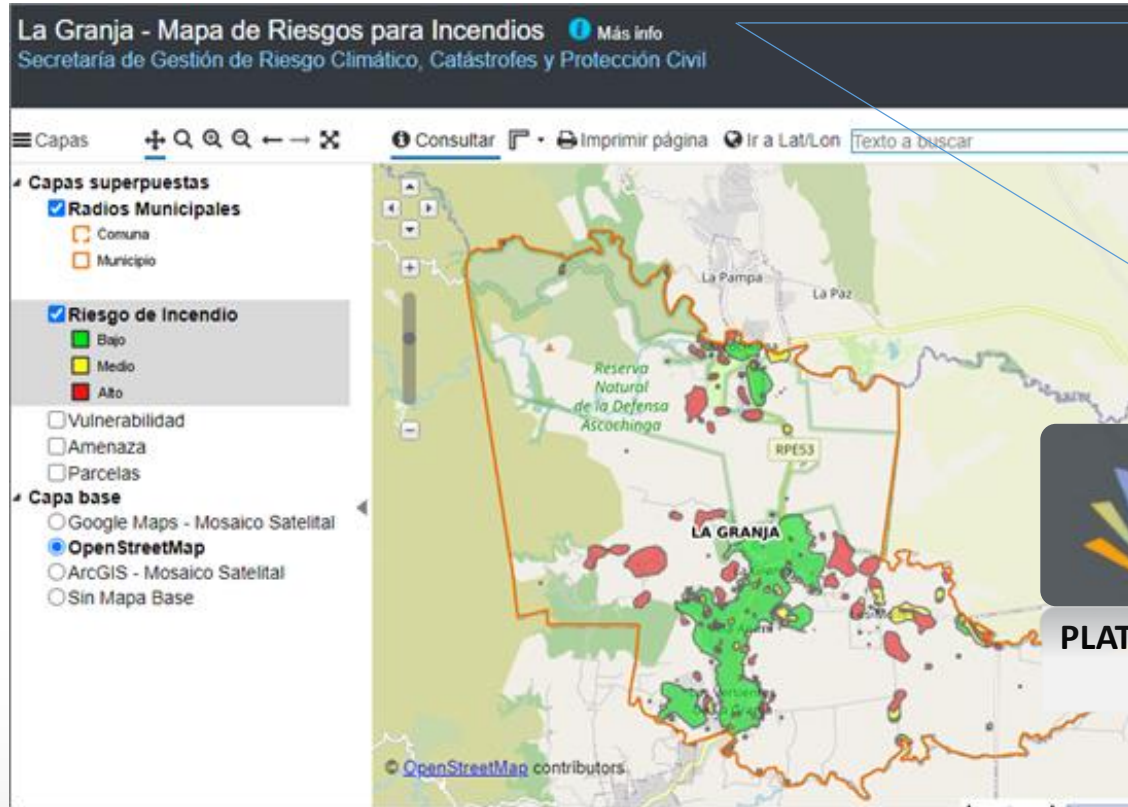 La Granja - Mapa de Riesgos para Incendios Más info
Secretaría de Gestión de Riesgo Climático, Catástrofes y Protección Civil
Capas
Consultar
Imprimir página
Ir a Lat/Lon
Texto a buscar
Capas superpuestas
Radios Municipales
Comuna
Municipio
Riesgo de Incendio
Bajo
Medio
Alto
Vulnerabilidad
Amenaza
Parcelas
Capa base
Google Maps - Mosaico Satelital
OpenStreetMap
ArcGIS - Mosaico Satelital
Sin Mapa Base
La Pampa
La Paz
Reserva
Natural
de la Defensa
Ascochinga
RPE53
LA GRANJA
PLAT
© OpenStreetMap contributors